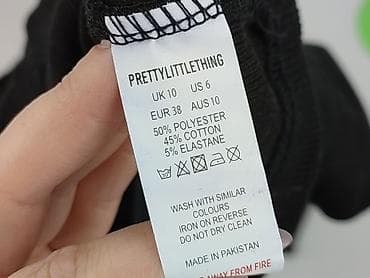 PRETTYLITTLETHING
UK 10 US 6
EUR 38 AUS 10
50% POLYESTER
45% COTTON
5% ELASTANE
WASH WITH SIMILAR
COLOURS
IRON ON REVERSE
DO NOT DRY CLEAN
MADE IN PAKISTAN
AWAY FROM FIRE